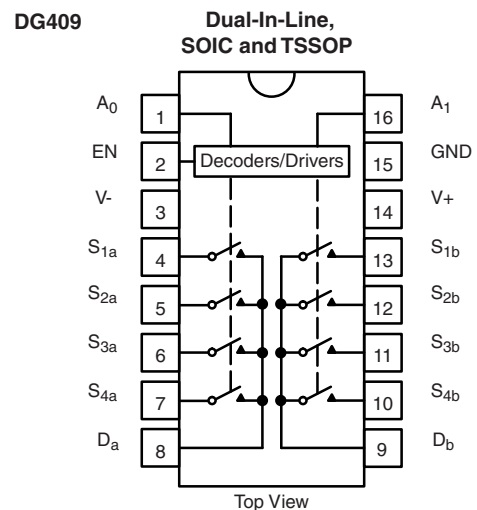 DG409
Dual-In-Line,
SOIC and TSSOP
A0 1 16 A1
EN 2 Decoders/Drivers 15 GND
V- 3 14 V+
S1a 4 13 S1b
S2a 5 12 S2b
S3a 6 11 S3b
S4a 7 10 S4b
Da 8 9 Db
Top View